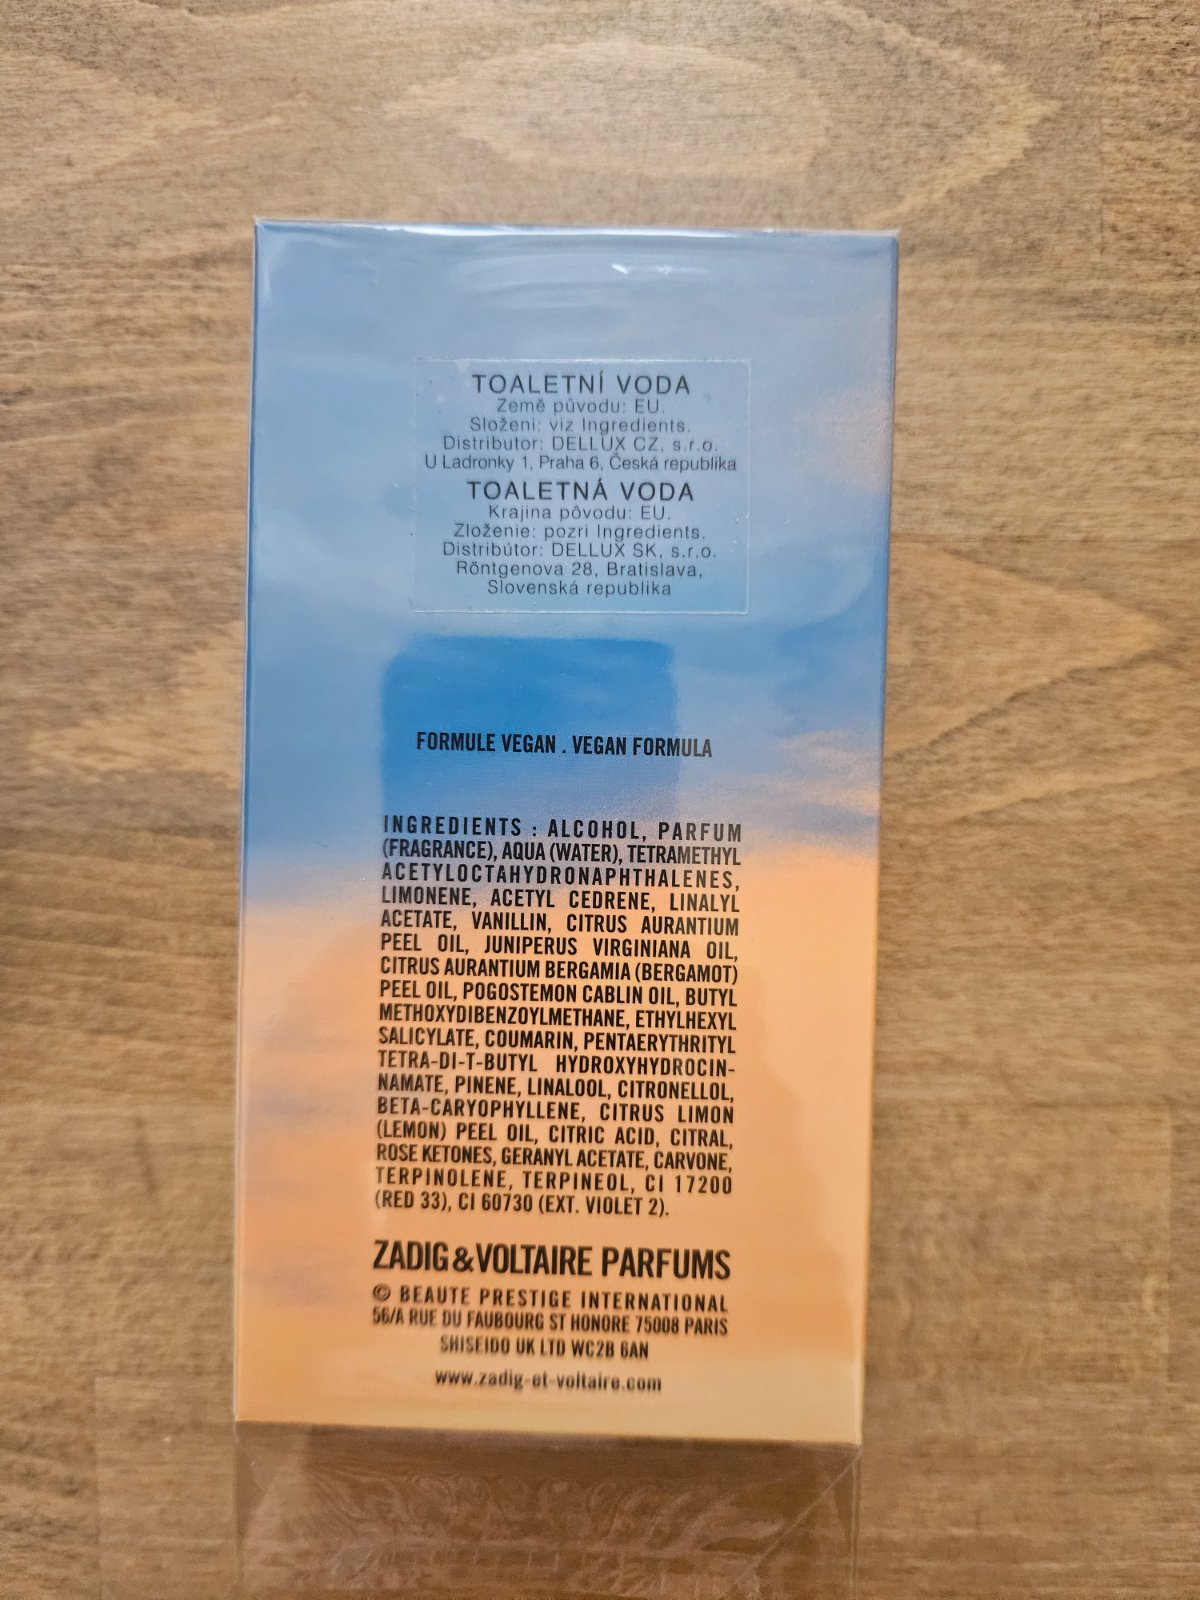 TOALETNÍ VODA
Země původu: EU.
Složeni: viz Ingredients.
Distributor: DELLUX CZ, s.r.o.
U Ladronky 1, Praha 6, Česká republika
TOALETNÁ VODA
Krajina pôvodu: EU.
Zloženie: pozri Ingredients.
Distribútor: DELLUX SK, s.r.o.
Röntgenova 28, Bratislava,
Slovenská republika
FORMULE VEGAN . VEGAN FORMULA
INGREDIENTS : ALCOHOL, PARFUM
(FRAGRANCE), AQUA (WATER), TETRAMETHYL
ACETYLOCTAHYDRONAPHTHALENES,
LIMONENE, ACETYL CEDRENE, LINALYL
ACETATE, VANILLIN, CITRUS AURANTIUM
PEEL OIL, JUNIPERUS VIRGINIANA OIL,
CITRUS AURANTIUM BERGAMIA (BERGAMOT)
PEEL OIL, POGOSTEMON CABLIN OIL, BUTYL
METHOXYDIBENZOYLMETHANE, ETHYLHEXYL
SALICYLATE, COUMARIN, PENTAERYTHRITYL
TETRA-DI-T-BUTYL HYDROXYHYDROCIN-
NAMATE, PINENE, LINALOOL, CITRONELLOL,
BETA-CARYOPHYLLENE, CITRUS LIMON
(LEMON) PEEL OIL, CITRIC ACID, CITRAL,
ROSE KETONES, GERANYL ACETATE, CARVONE,
TERPINOLENE, TERPINEOL, CI 17200
(RED 33), CI 60730 (EXT. VIOLET 2).
ZADIG&VOLTAIRE PARFUMS
© BEAUTE PRESTIGE INTERNATIONAL
56/A RUE DU FAUBOURG ST HONORE 75008 PARIS
SHISEIDO UK LTD WC2B 6AN
www.zadig-et-voltaire.com